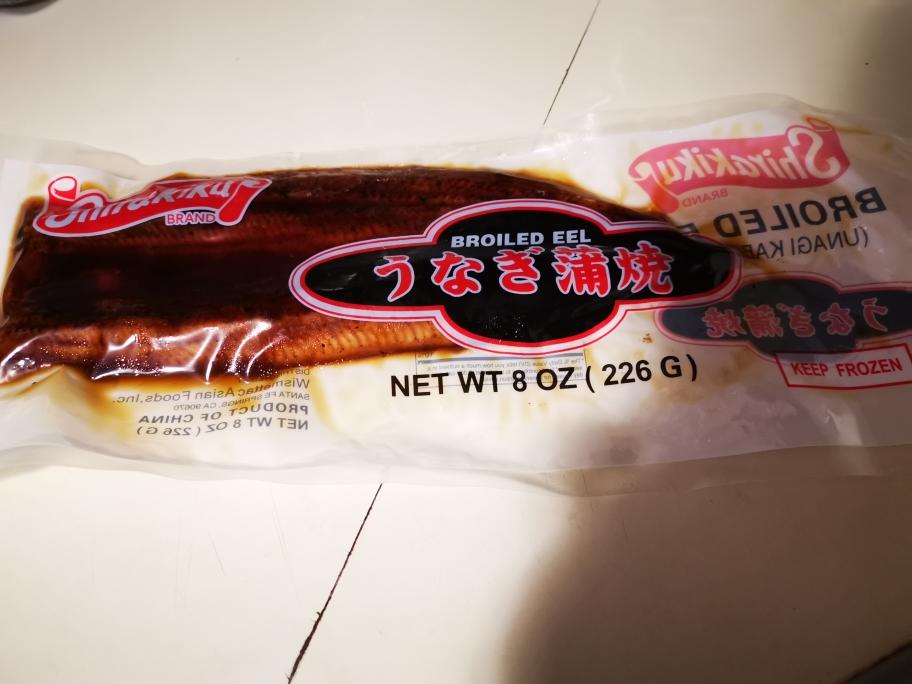 Shirakiku
BRAND
BROILED EEL
うなぎ蒲焼
NET WT 8 OZ ( 226 G )
KEEP FROZEN
Shirakiku
BRAND
BROILED
(UNAGI
うなぎ蒲焼
Wismettac Asian Foods, Inc.
SANTA FE SPRINGS, CA 90670
PRODUCT OF CHINA
NET WT 8 OZ ( 226 G )